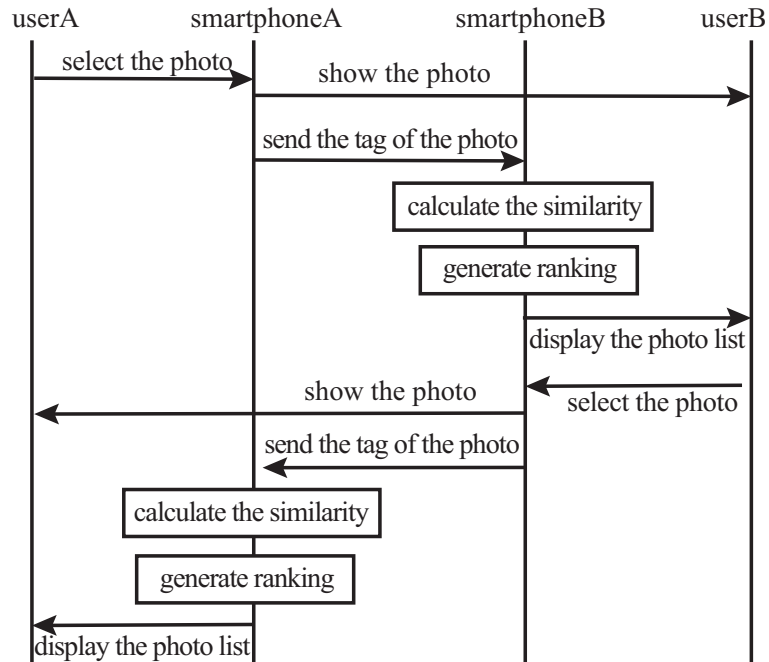 userA
smartphoneA
smartphoneB
userB
select the photo
show the photo
send the tag of the photo
calculate the similarity
generate ranking
display the photo list
select the photo
show the photo
send the tag of the photo
calculate the similarity
generate ranking
display the photo list